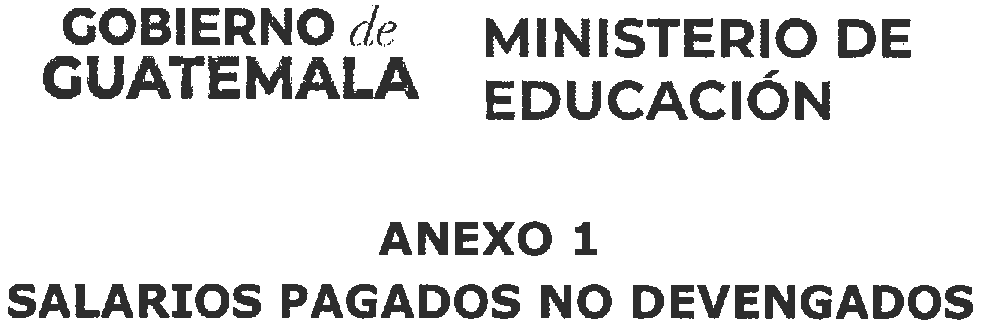 GOBIERNO de
GUATEMALA
MINISTERIO DE
EDUCACIÓN
ANEXO 1
SALARIOS PAGADOS NO DEVENGADOS